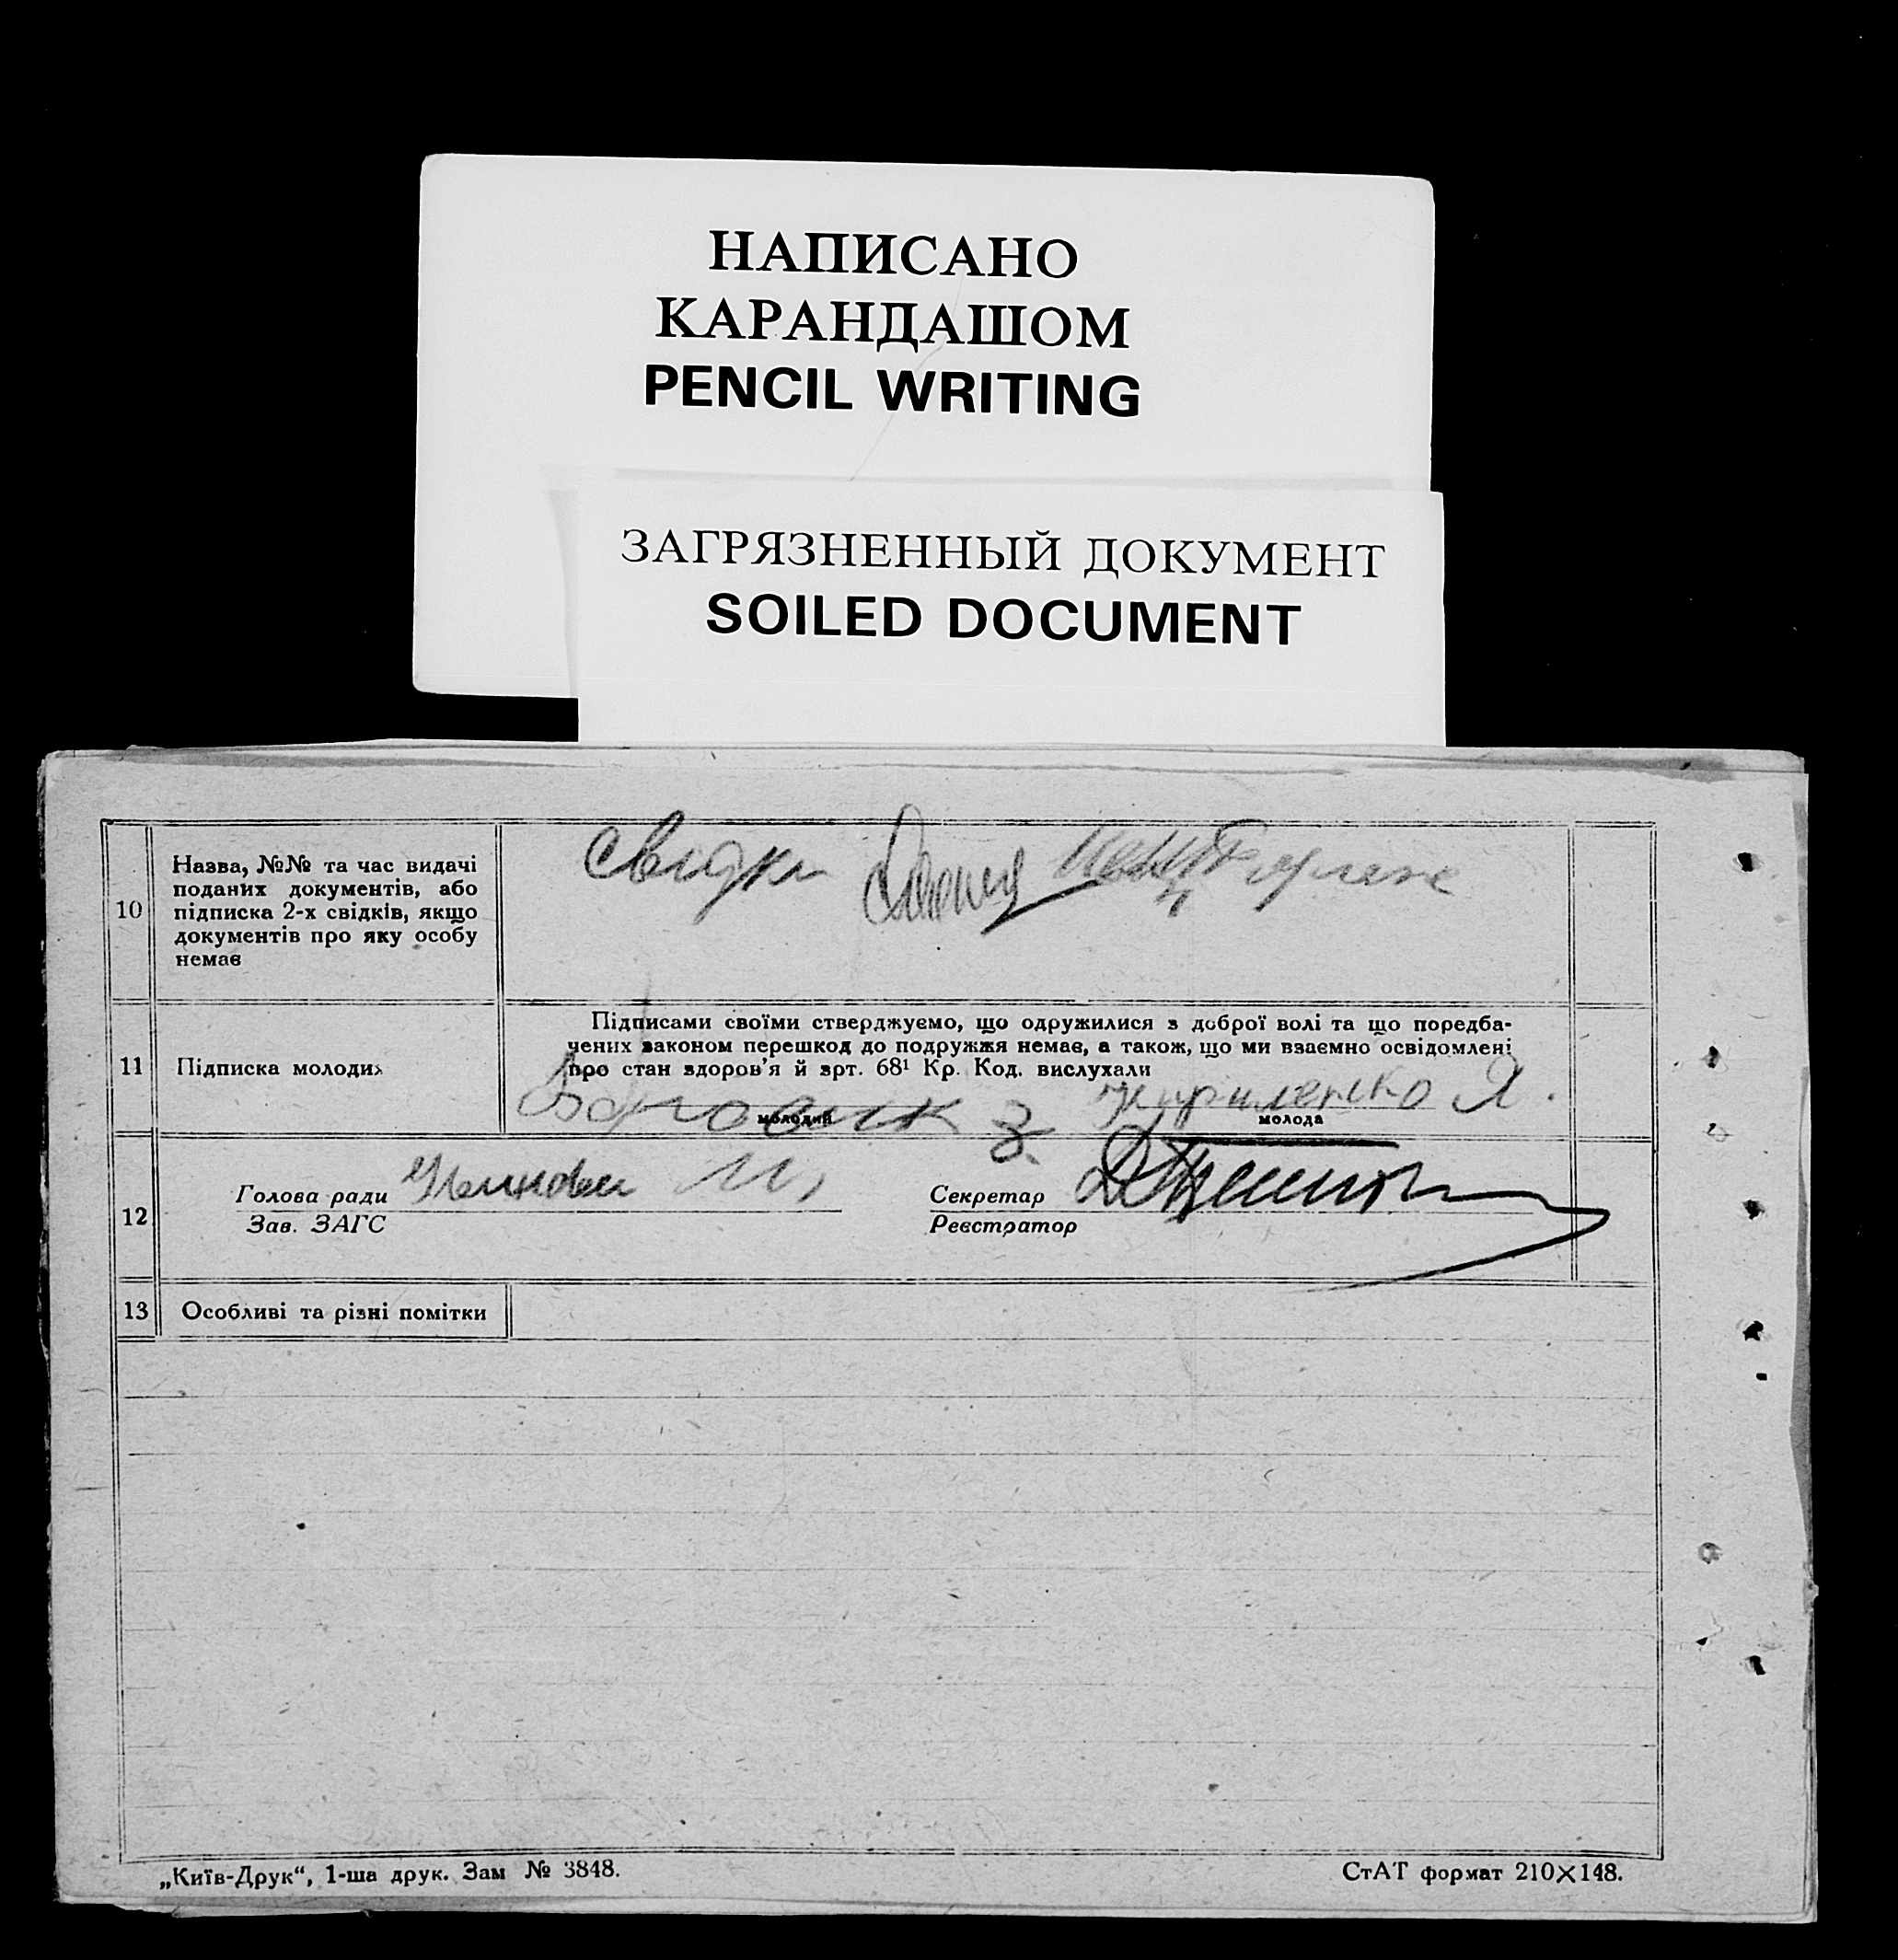 НАПИСАНО
КАРАНДАШОМ
PENCIL WRITING
ЗАГРЯЗНЕННЫЙ ДОКУМЕНТ
SOILED DOCUMENT
10
Назва, №№ та час видачі
поданих документів, або
підписка 2-х свідків, якщо
документів про яку особу
немає
свідки
11
Підписка молодих
Підписами своїми стверджуємо, що одружилися з доброї волі та що поредба-
чених законом перешкод до подружжя немає, а також, що ми взаємно освідомлені
про стан здоров'я й арт. 68¹ Кр. Код. вислухали
З.
Кириленко Я.
молодий
молода
12
Голова ради
Зав. ЗАГС
Секретар
Реєстратор
13
Особливі та різні помітки
„Київ-Друк“, 1-ша друк. Зам № 3848.
СтАТ формат 210×148.